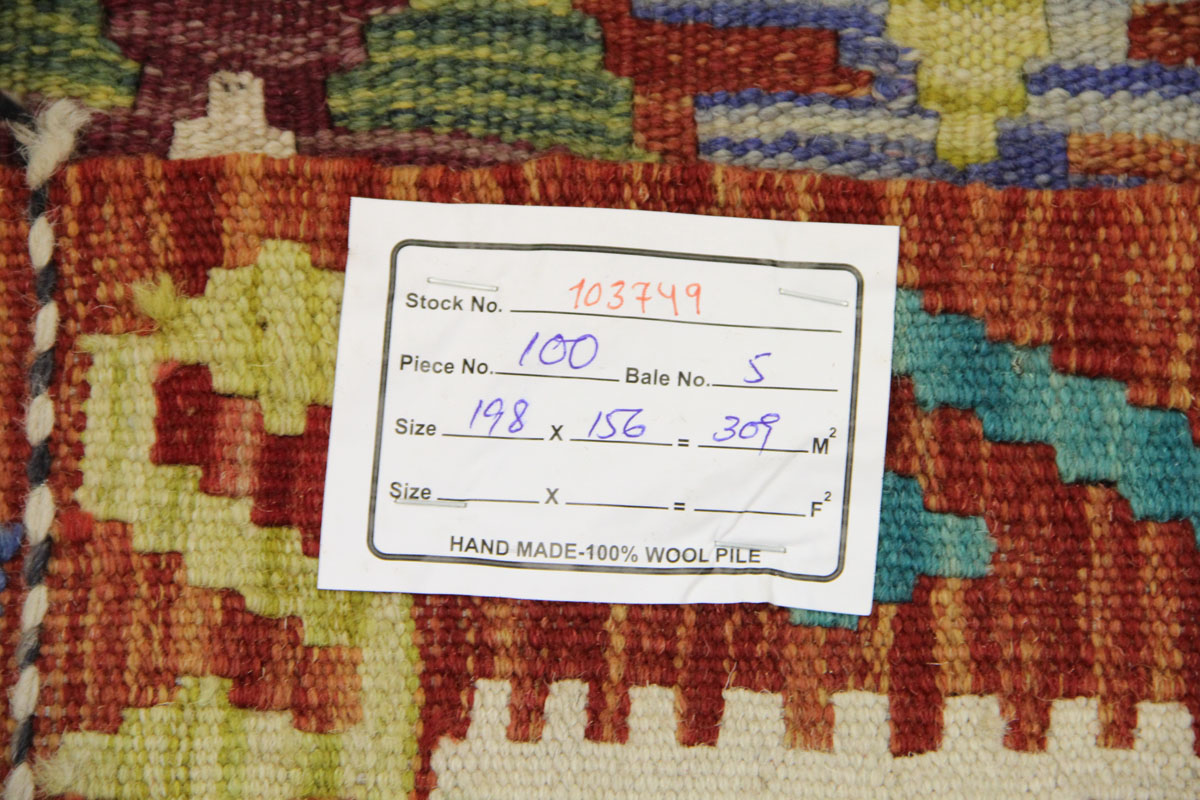 Stock No. 103749
Piece No. 100 Bale No. 5
Size 198 X 156 = 309 M²
Size X = F²
HAND MADE-100% WOOL PILE